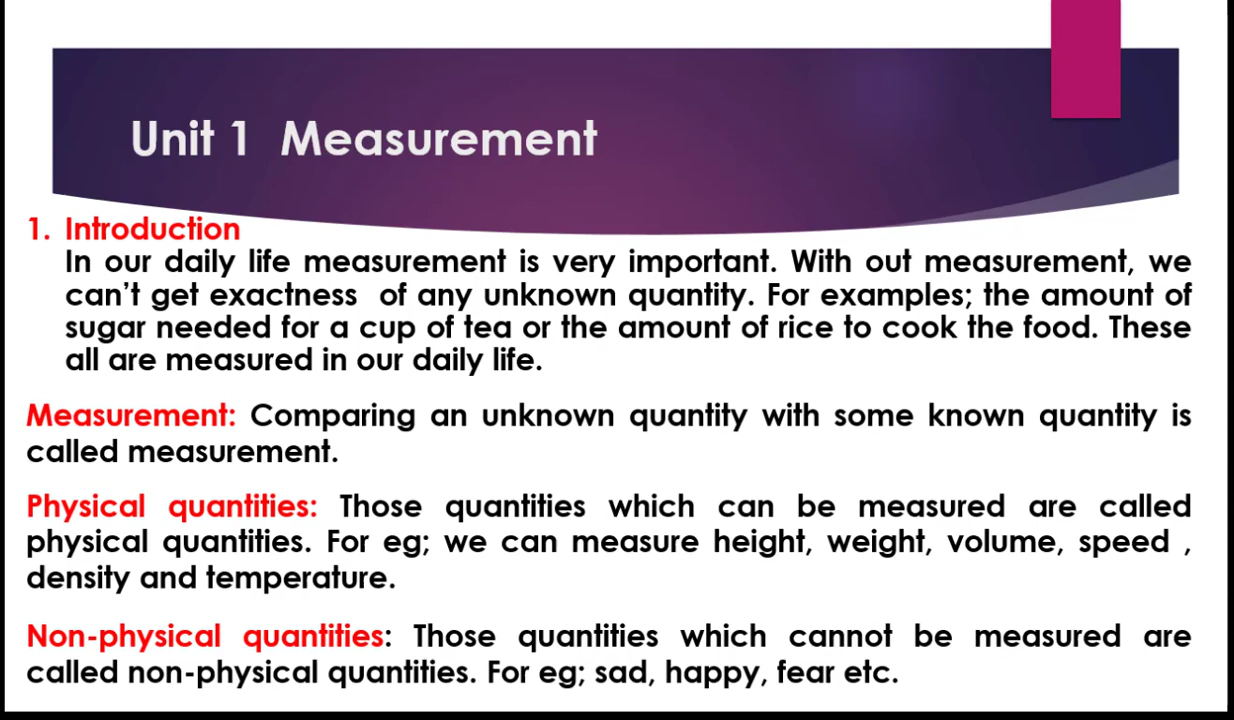 Unit 1 Measurement
1. Introduction
In our daily life measurement is very important. With out measurement, we
can’t get exactness of any unknown quantity. For examples; the amount of
sugar needed for a cup of tea or the amount of rice to cook the food. These
all are measured in our daily life.
Measurement: Comparing an unknown quantity with some known quantity is
called measurement.
Physical quantities: Those quantities which can be measured are called
physical quantities. For eg; we can measure height, weight, volume, speed ,
density and temperature.
Non-physical quantities: Those quantities which cannot be measured are
called non-physical quantities. For eg; sad, happy, fear etc.